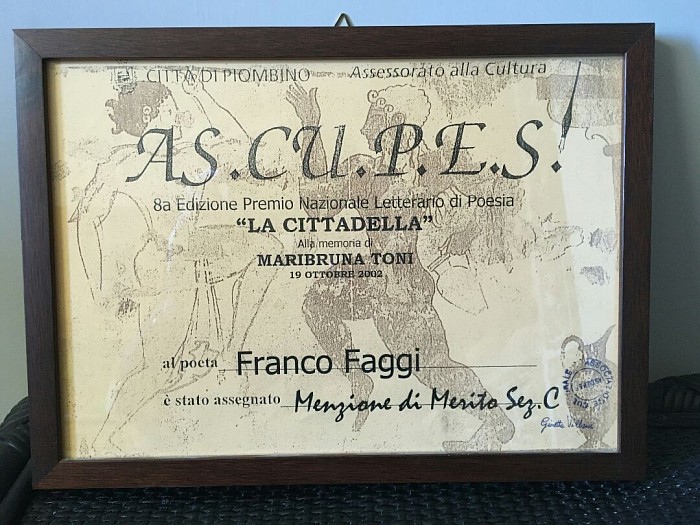 CITTA DI PIOMBINO Assessorato alla Cultura
AS.CU.P.E.S.
8a Edizione Premio Nazionale Letterario di Poesia
“LA CITTADELLA”
Alla memoria di
MARIBRUNA TONI
19 OTTOBRE 2002
al poeta Franco Faggi
è stato assegnato Menzione di Merito Sez.C